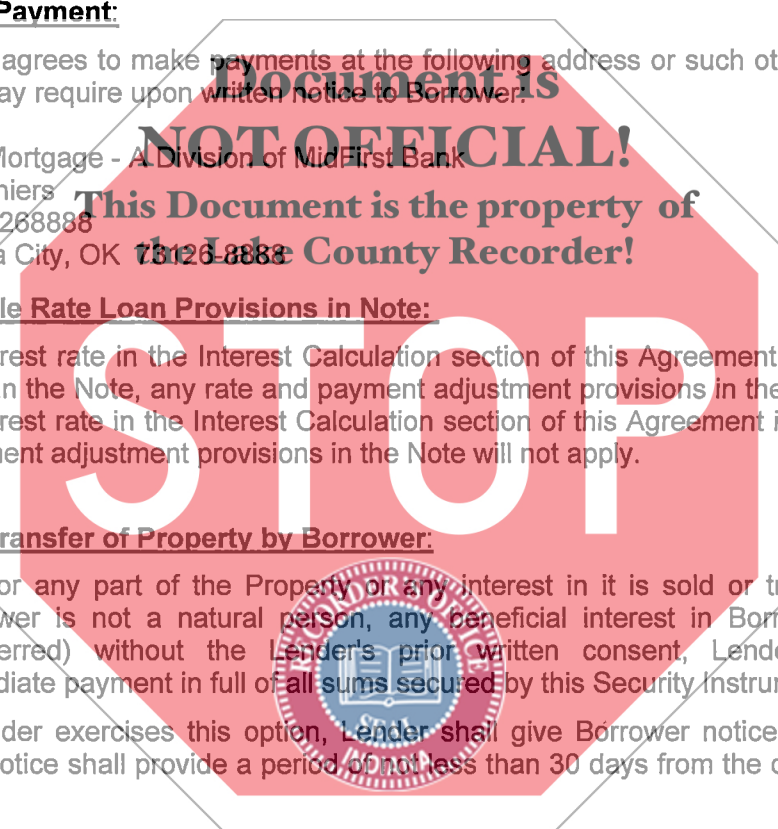 Payment:
agrees to make payments at the following address or such ot
ay require upon written notice to Borrower:
Document is
NOT OFFICIAL!
This Document is the property of
the Lake County Recorder!
Mortgage - A Division of MidFirst Bank
hiers
268888
a City, OK 73126-8888
le Rate Loan Provisions in Note:
rest rate in the Interest Calculation section of this Agreement
in the Note, any rate and payment adjustment provisions in the
rest rate in the Interest Calculation section of this Agreement
ent adjustment provisions in the Note will not apply.
STOP
ransfer of Property by Borrower:
or any part of the Property or any interest in it is sold or tr
wer is not a natural person, any beneficial interest in Borr
erred) without the Lender's prior written consent, Lende
diate payment in full of all sums secured by this Security Instru
der exercises this option, Lender shall give Borrower notice
otice shall provide a period of not less than 30 days from the d
RECORDER'S OFFICE
SEAL
INDIANA